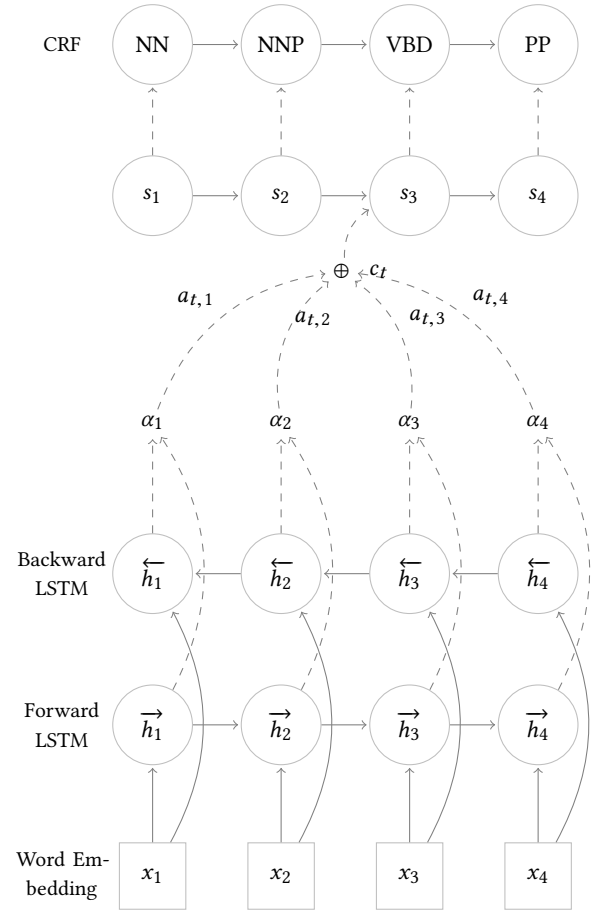 CRF NN NNP VBD PP
s₁ s₂ s₃ s₄
⊕ cₜ
aₜ,₁ aₜ,₂ aₜ,₃ aₜ,₄
α₁ α₂ α₃ α₄
Backward
LSTM
←h₁ ←h₂ ←h₃ ←h₄
Forward
LSTM
→h₁ →h₂ →h₃ →h₄
Word Em-
bedding
x₁ x₂ x₃ x₄